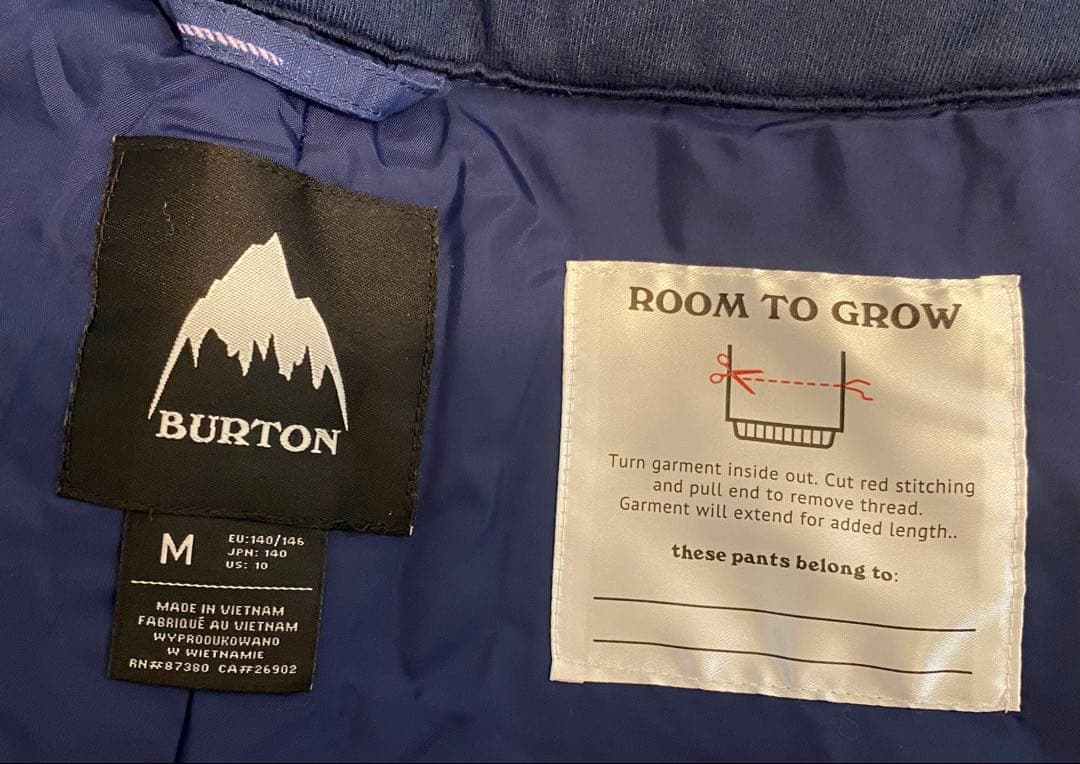 BURTON
M
EU:140/146
JPN: 140
US: 10
MADE IN VIETNAM
FABRIQUÉ AU VIETNAM
WYPRODUKOWANO
W WIETNAMIE
RN#87380 CA#26902
ROOM TO GROW
Turn garment inside out. Cut red stitching
and pull end to remove thread.
Garment will extend for added length..
these pants belong to: